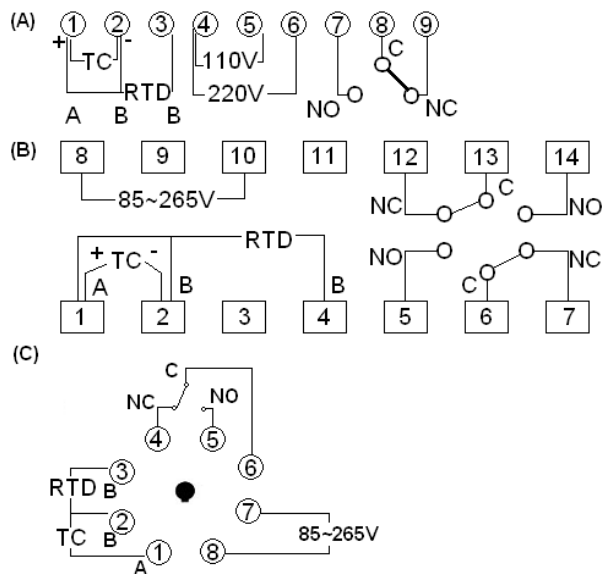 (A) 1 2 3 4 5 6 7 8 9
+ TC - 110V C
RTD 220V NO NC
A B B
(B) 8 9 10 11 12 13 14
85~265V NC C NO
RTD
+ TC - NO NC
A B B C
1 2 3 4 5 6 7
(C)
C
NC NO
4 5
3 6
RTD B
2 7
TC B 85~265V
1 8
A